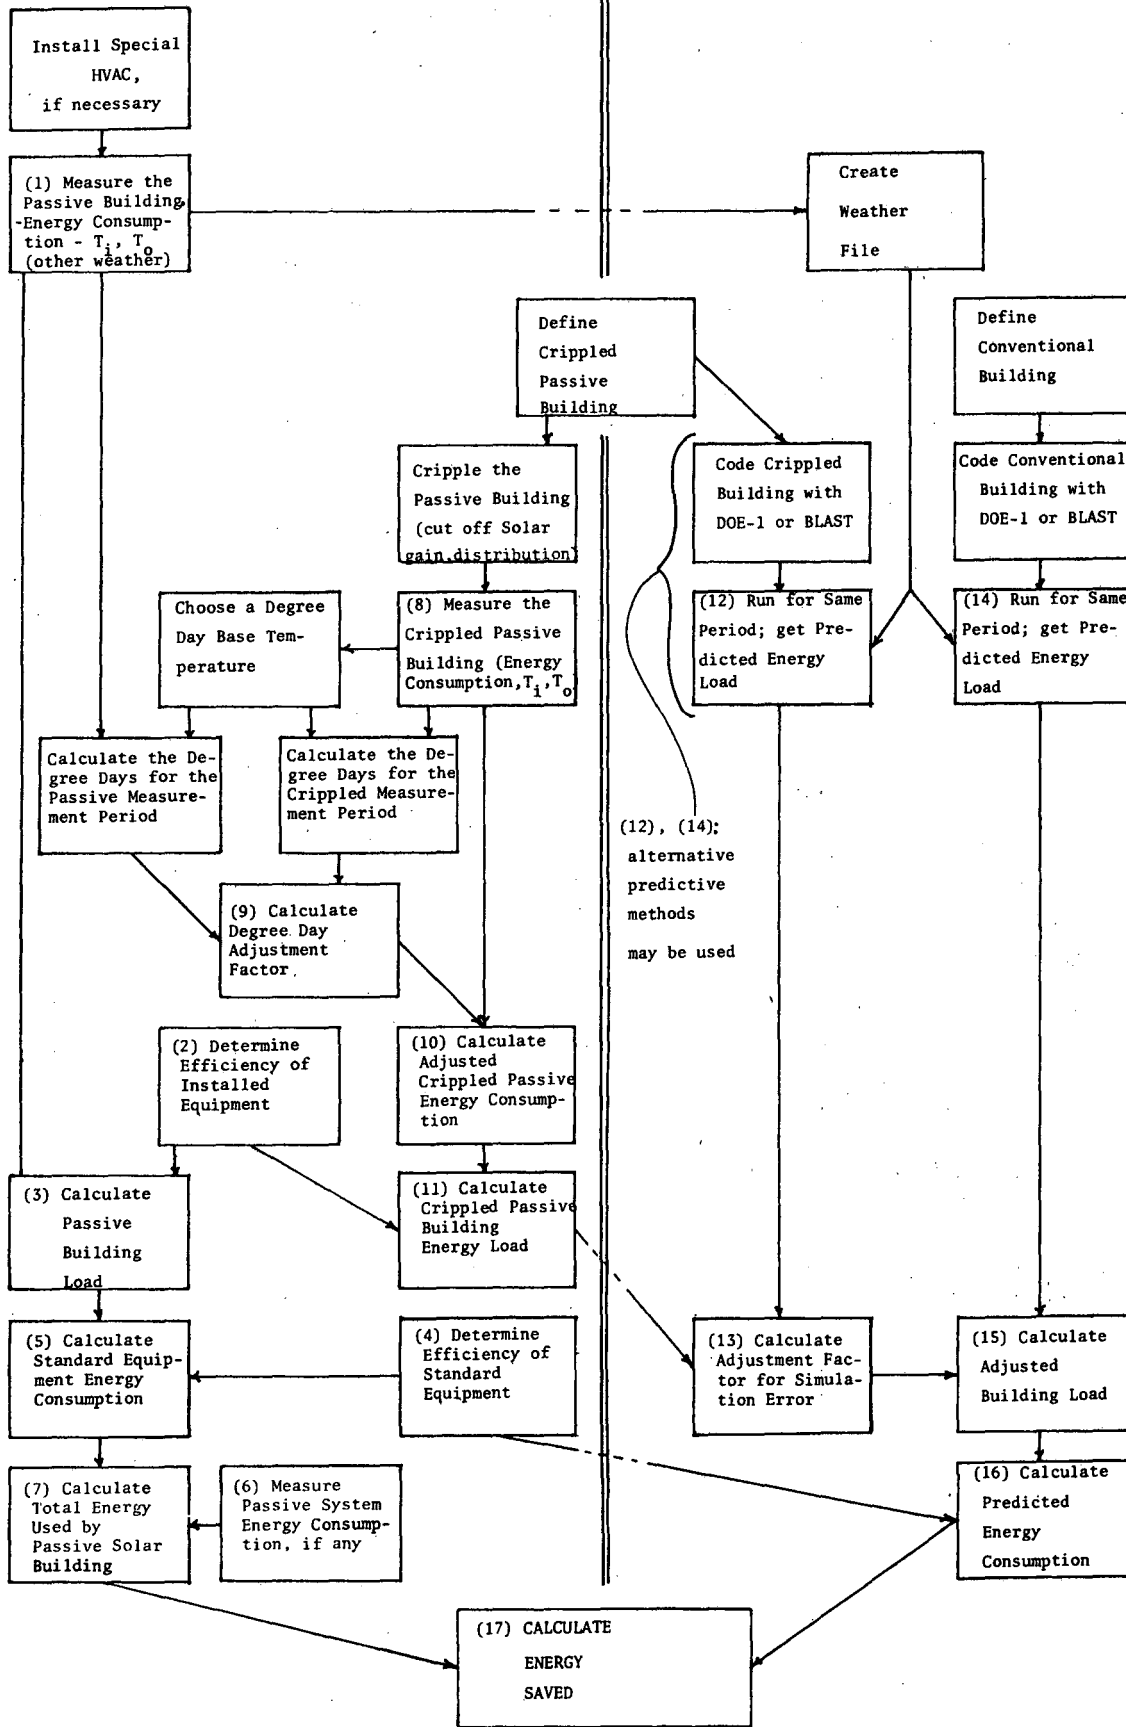 Install Special
HVAC,
if necessary
(1) Measure the
Passive Building
-Energy Consump-
tion - Ti, To
(other weather)
Create
Weather
File
Define
Crippled
Passive
Building
Define
Conventional
Building
Cripple the
Passive Building
(cut off Solar
gain,distribution)
Code Crippled
Building with
DOE-1 or BLAST
Code Conventional
Building with
DOE-1 or BLAST
Choose a Degree
Day Base Tem-
perature
(8) Measure the
Crippled Passive
Building (Energy
Consumption,Ti,To
(12) Run for Same
Period; get Pre-
dicted Energy
Load
(14) Run for Same
Period; get Pre-
dicted Energy
Load
Calculate the De-
gree Days for the
Passive Measure-
ment Period
Calculate the De-
gree Days for the
Crippled Measure-
ment Period
(12), (14):
alternative
predictive
methods
may be used
(9) Calculate
Degree Day
Adjustment
Factor
(2) Determine
Efficiency of
Installed
Equipment
(10) Calculate
Adjusted
Crippled Passive
Energy Consump-
tion
(3) Calculate
Passive
Building
Load
(11) Calculate
Crippled Passive
Building
Energy Load
(5) Calculate
Standard Equip-
ment Energy
Consumption
(4) Determine
Efficiency of
Standard
Equipment
(13) Calculate
Adjustment Fac-
tor for Simula-
tion Error
(15) Calculate
Adjusted
Building Load
(7) Calculate
Total Energy
Used by
Passive Solar
Building
(6) Measure
Passive System
Energy Consump-
tion, if any
(16) Calculate
Predicted
Energy
Consumption
(17) CALCULATE
ENERGY
SAVED